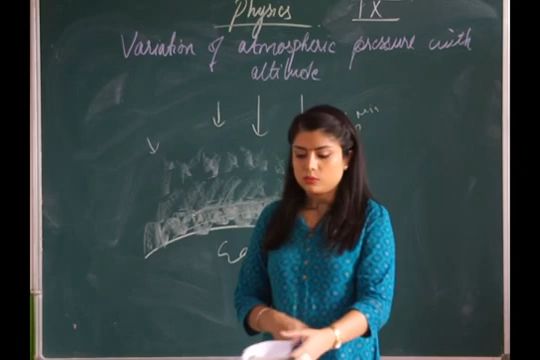 Physics
IX
Variation of atmospheric pressure with
altitude